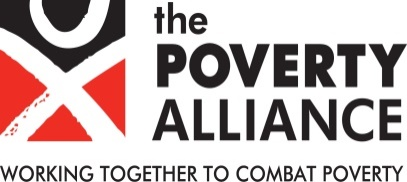 the
POVERTY
ALLIANCE
WORKING TOGETHER TO COMBAT POVERTY